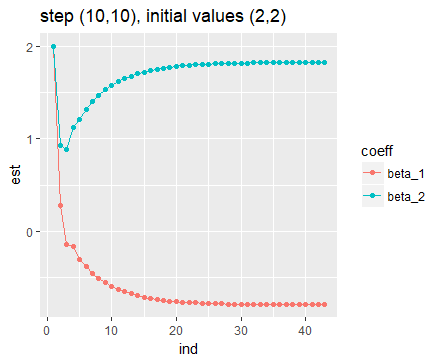 step (10,10), initial values (2,2)
2
1
0
est
0
10
20
30
40
ind
coeff
beta_1
beta_2